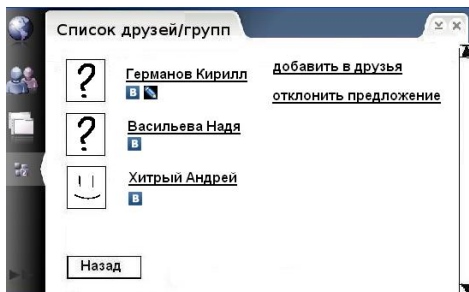 Список друзей/групп
Германов Кирилл
добавить в друзья
В
отклонить предложение
Васильева Надя
В
Хитрый Андрей
В
Назад